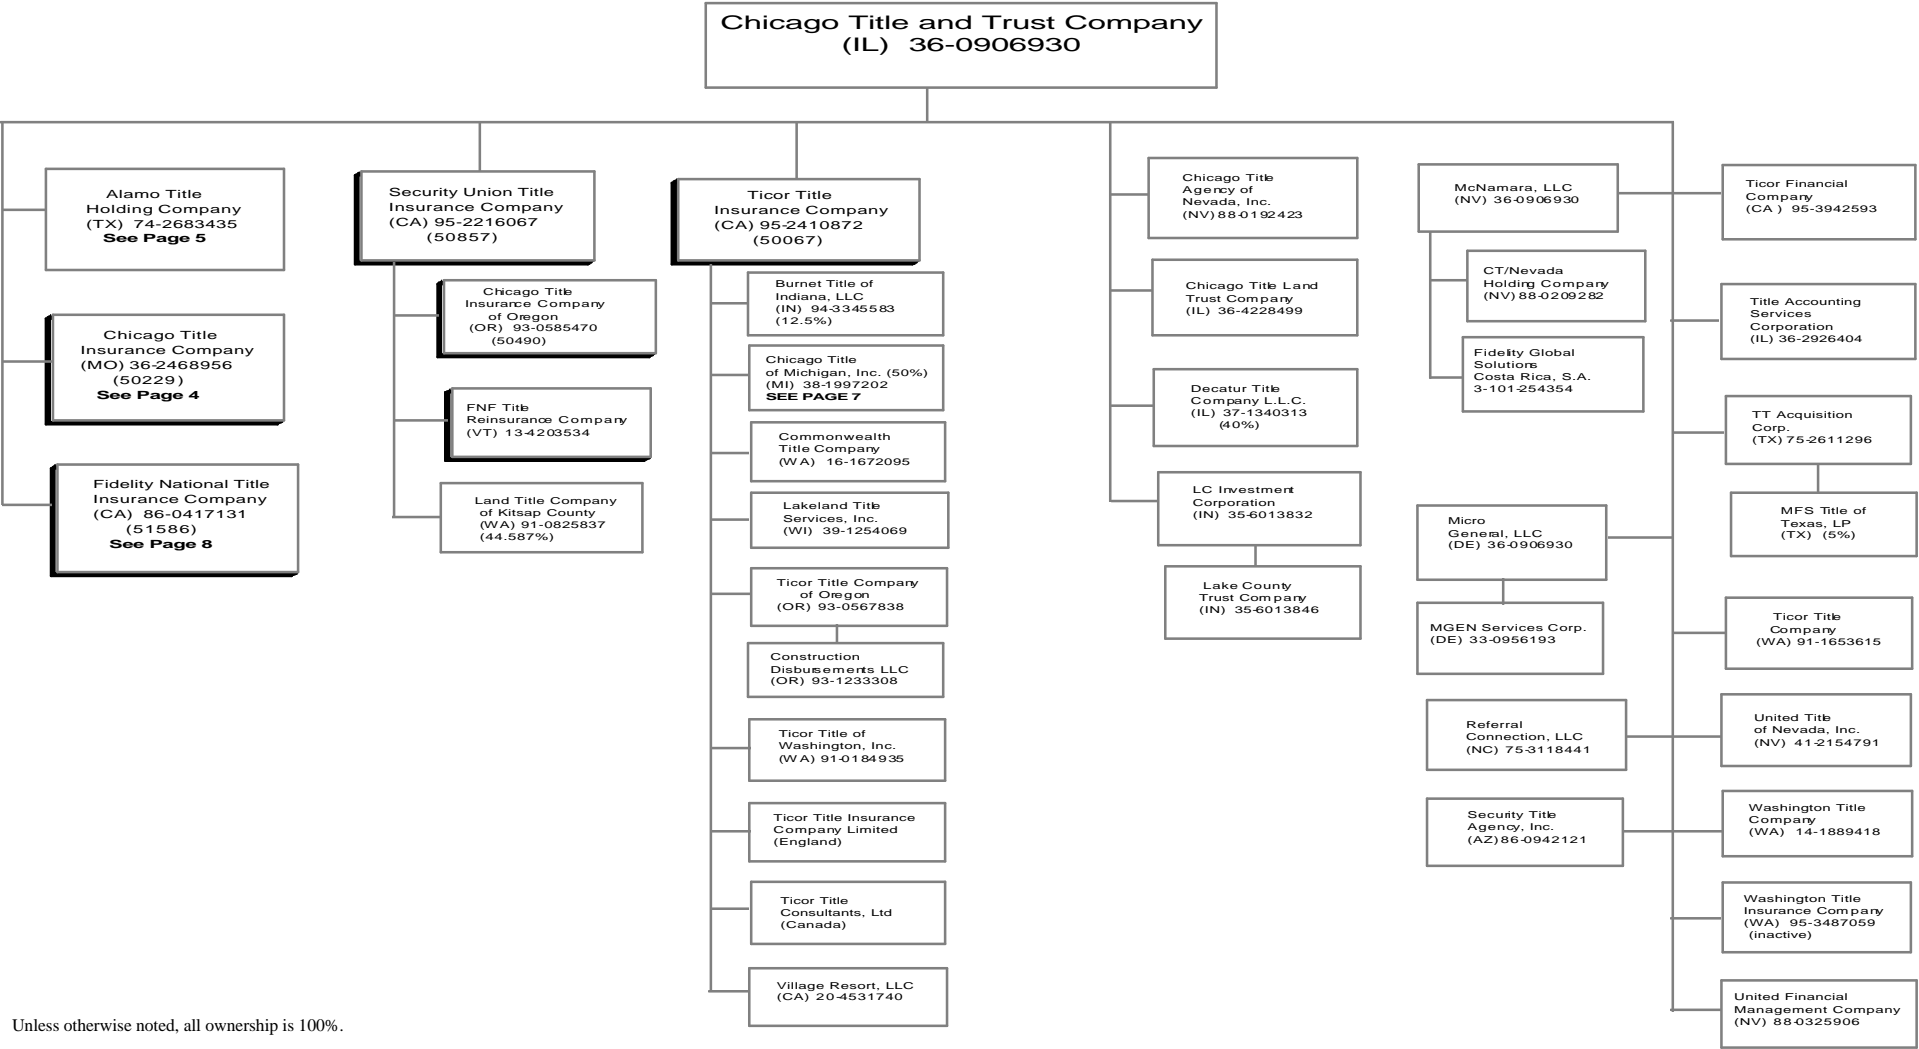 Chicago Title and Trust Company
(IL) 36-0906930
Alamo Title
Holding Company
(TX) 74-2683435
See Page 5
Chicago Title
Insurance Company
(MO) 36-2468956
(50229)
See Page 4
Fidelity National Title
Insurance Company
(CA) 86-0417131
(51586)
See Page 8
Security Union Title
Insurance Company
(CA) 95-2216067
(50857)
Chicago Title
Insurance Company
of Oregon
(OR) 93-0585470
(50490)
FNF Title
Reinsurance Company
(VT) 13-4203534
Land Title Company
of Kitsap County
(WA) 91-0825837
(44.587%)
Ticor Title
Insurance Company
(CA) 95-2410872
(50067)
Burnet Title of
Indiana, LLC
(IN) 94-3345583
(12.5%)
Chicago Title
of Michigan, Inc. (50%)
(MI) 38-1997202
SEE PAGE 7
Commonwealth
Title Company
(WA) 16-1672095
Lakeland Title
Services, Inc.
(WI) 39-1254069
Ticor Title Company
of Oregon
(OR) 93-0567838
Construction
Disbursements LLC
(OR) 93-1233308
Ticor Title of
Washington, Inc.
(WA) 91-0184935
Ticor Title Insurance
Company Limited
(England)
Ticor Title
Consultants, Ltd
(Canada)
Village Resort, LLC
(CA) 20-4531740
Chicago Title
Agency of
Nevada, Inc.
(NV) 88-0192423
Chicago Title Land
Trust Company
(IL) 36-4228499
Decatur Title
Company L.L.C.
(IL) 37-1340313
(40%)
LC Investment
Corporation
(IN) 35-6013832
Lake County
Trust Company
(IN) 35-6013846
McNamara, LLC
(NV) 36-0906930
CT/Nevada
Holding Company
(NV) 88-0209282
Fidelity Global
Solutions
Costa Rica, S.A.
3-101-254354
Micro
General, LLC
(DE) 36-0906930
MGEN Services Corp.
(DE) 33-0956193
Referral
Connection, LLC
(NC) 75-3118441
Security Title
Agency, Inc.
(AZ) 86-0942121
Ticor Financial
Company
(CA ) 95-3942593
Title Accounting
Services
Corporation
(IL) 36-2926404
TT Acquisition
Corp.
(TX) 75-2611296
MFS Title of
Texas, LP
(TX) (5%)
Ticor Title
Company
(WA) 91-1653615
United Title
of Nevada, Inc.
(NV) 41-2154791
Washington Title
Company
(WA) 14-1889418
Washington Title
Insurance Company
(WA) 95-3487059
(inactive)
United Financial
Management Company
(NV) 88-0325906
Unless otherwise noted, all ownership is 100%.